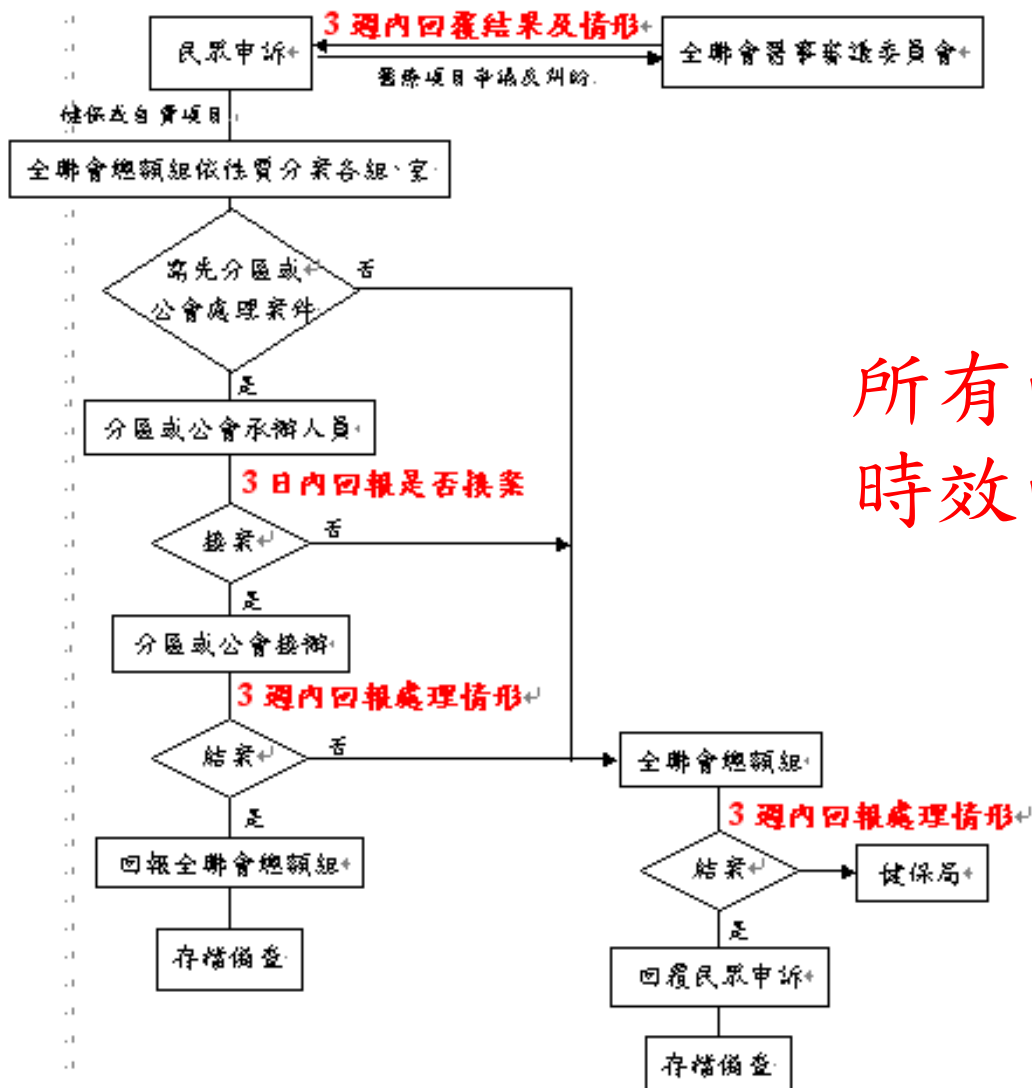 3 週內回覆結果及情形
民眾申訴
全聯會醫事審議委員會
醫療項目爭議及糾紛
健保或自費項目
全聯會總額組依性質分案各組、室
需先分區或
公會處理案件
否
是
分區或公會承辦人員
3 日內回報是否接案
接案
否
是
分區或公會接辦
3 週內回報處理情形
結案
否
全聯會總額組
是
3 週內回報處理情形
回報全聯會總額組
結案
健保局
存檔備查
是
回覆民眾申訴
存檔備查
所有
時效